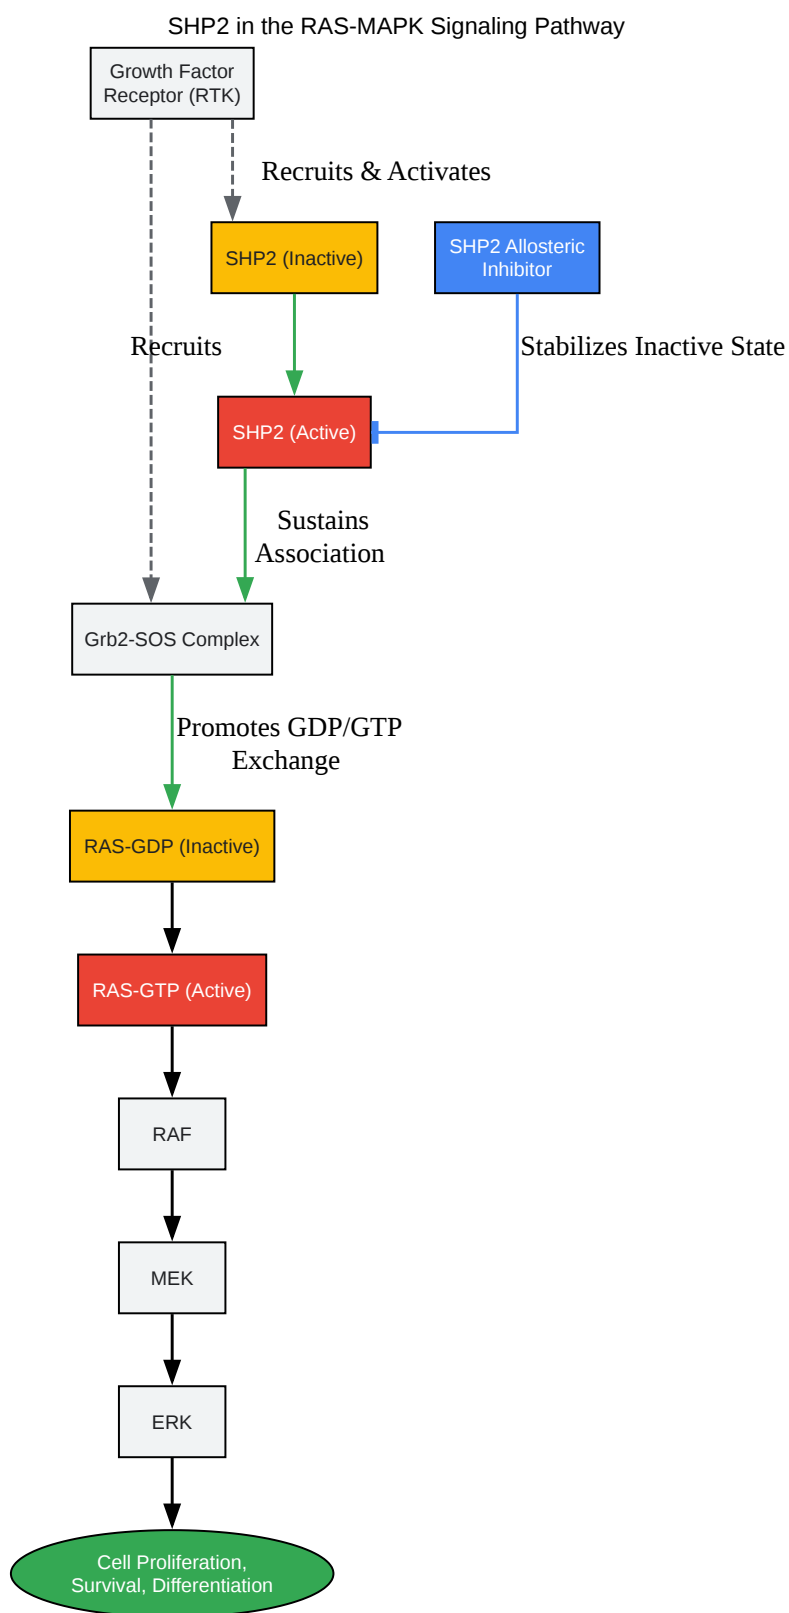 SHP2 in the RAS-MAPK Signaling Pathway
Growth Factor
Receptor (RTK)
Recruits & Activates
SHP2 (Inactive)
SHP2 Allosteric
Inhibitor
Recruits
Stabilizes Inactive State
SHP2 (Active)
Sustains
Association
Grb2-SOS Complex
Promotes GDP/GTP
Exchange
RAS-GDP (Inactive)
RAS-GTP (Active)
RAF
MEK
ERK
Cell Proliferation,
Survival, Differentiation